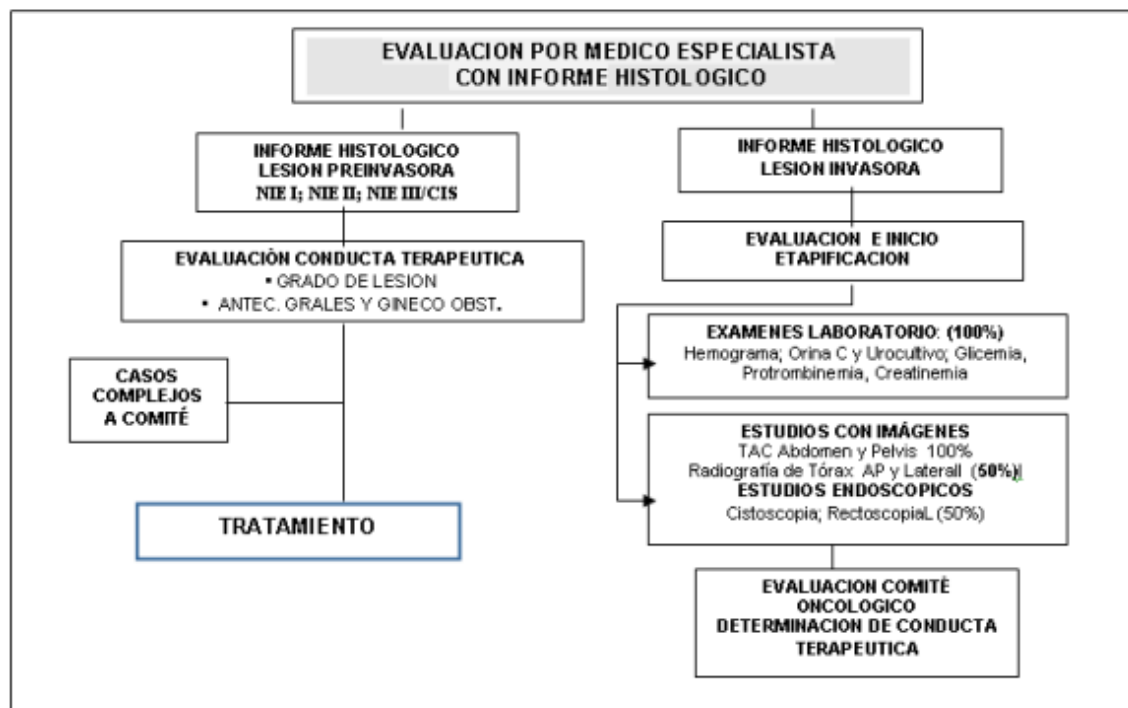 EVALUACION POR MEDICO ESPECIALISTA
CON INFORME HISTOLOGICO
INFORME HISTOLOGICO
LESION PREINVASORA
NIE I; NIE II; NIE III/CIS
EVALUACIÒN CONDUCTA TERAPEUTICA
▪ GRADO DE LESION
▪ ANTEC. GRALES Y GINECO OBST.
CASOS
COMPLEJOS
A COMITÉ
TRATAMIENTO
INFORME HISTOLOGICO
LESION INVASORA
EVALUACION E INICIO
ETAPIFICACION
EXAMENES LABORATORIO: (100%)
Hemograma; Orina C y Urocultivo; Glicemia,
Protrombinemia, Creatinemia
ESTUDIOS CON IMÁGENES
TAC Abdomen y Pelvis 100%
Radiografía de Tórax AP y Laterall (50%)
ESTUDIOS ENDOSCOPICOS
Cistoscopia; RectoscopiaL (50%)
EVALUACION COMITÉ
ONCOLOGICO
DETERMINACION DE CONDUCTA
TERAPEUTICA